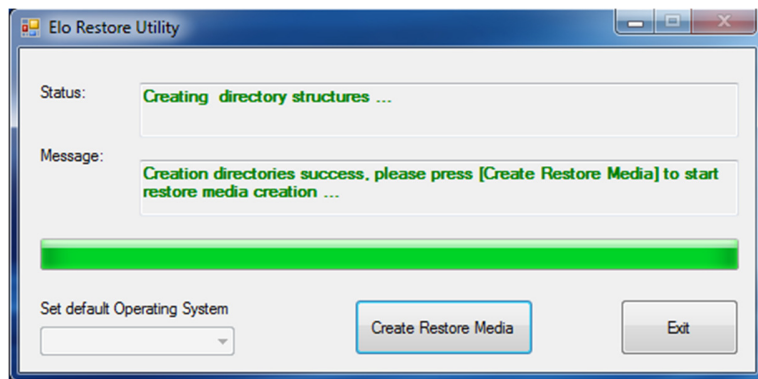 Elo Restore Utility
Status:
Creating directory structures ...
Message:
Creation directories success, please press [Create Restore Media] to start
restore media creation ...
Set default Operating System
Create Restore Media
Exit